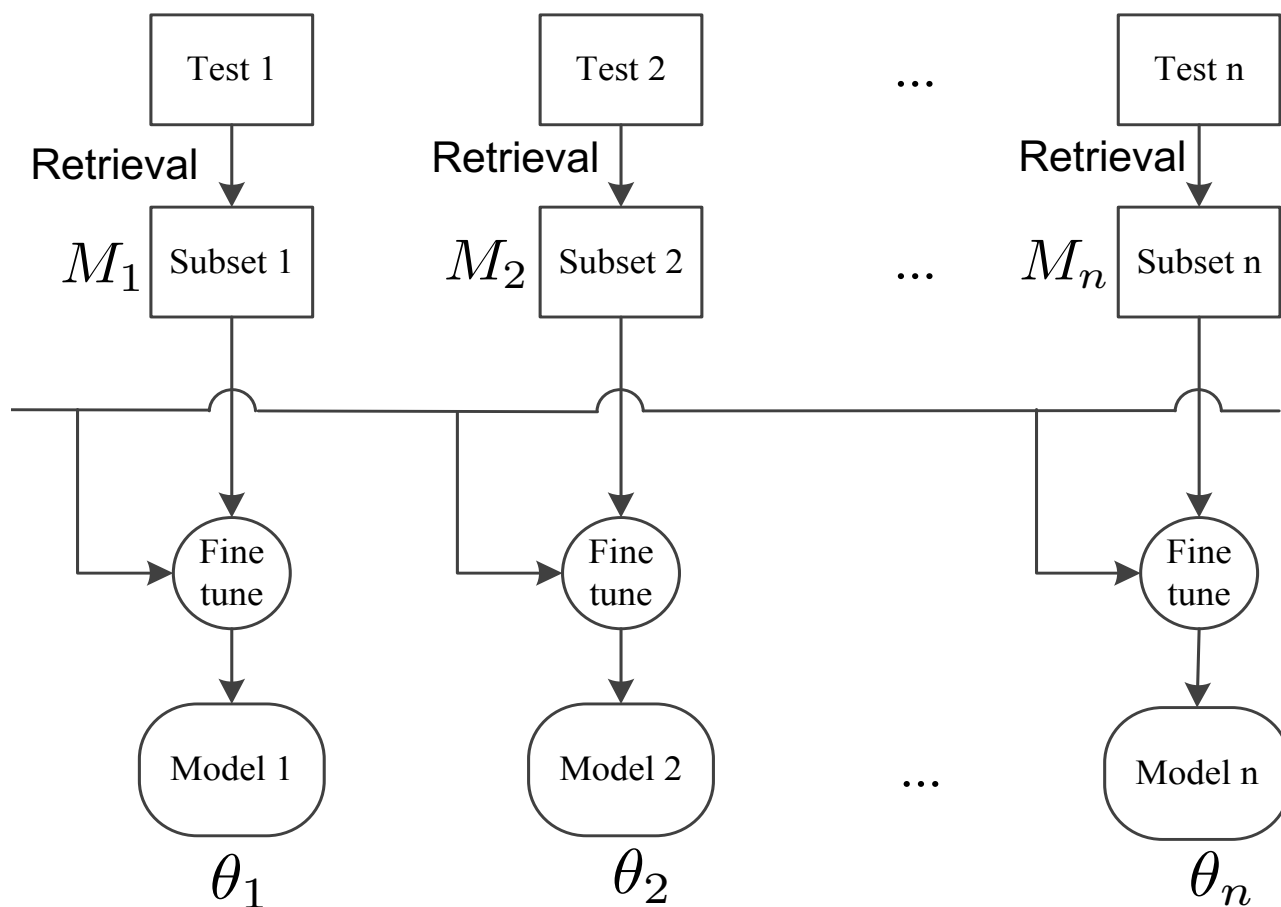 Test 1
Test 2
...
Test n
Retrieval
Retrieval
Retrieval
M₁
Subset 1
M₂
Subset 2
...
Mₙ
Subset n
Fine
tune
Fine
tune
Fine
tune
Model 1
Model 2
...
Model n
θ₁
θ₂
θₙ